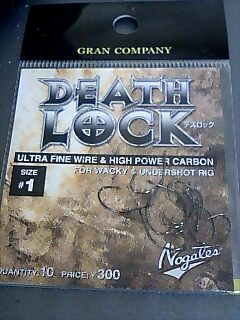 GRAN COMPANY
DEATH
LOCK
デスロック
ULTRA FINE WIRE & HIGH POWER CARBON
SIZE
#1
FOR WACKY & UNDERSHOT RIG
Nogales
QUANTITY: 10 PRICE: ¥300